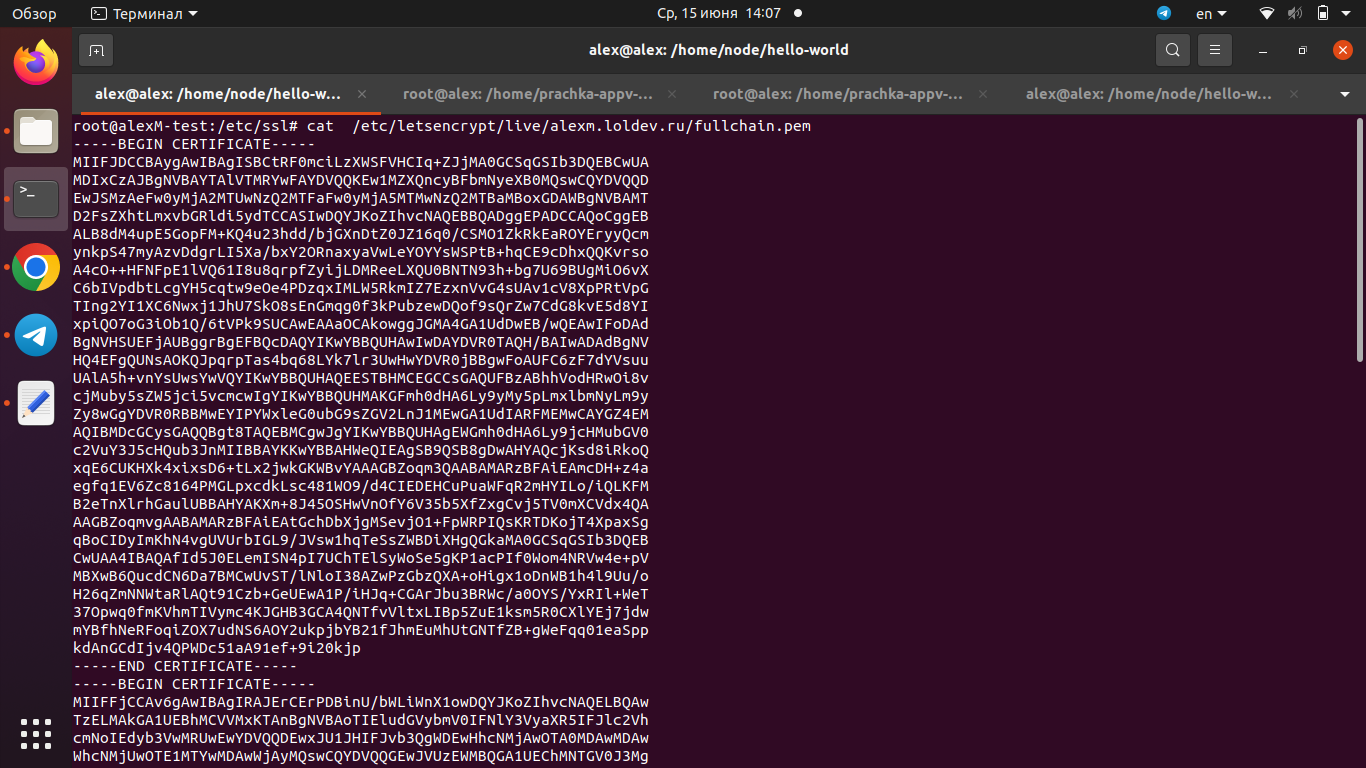 Обзор
Терминал
Ср, 15 июня 14:07
en
alex@alex: /home/node/hello-world
alex@alex: /home/node/hello-w...
root@alex: /home/prachka-appv-...
root@alex: /home/prachka-appv-...
alex@alex: /home/node/hello-w...
root@alexM-test:/etc/ssl# cat  /etc/letsencrypt/live/alexm.loldev.ru/fullchain.pem
-----BEGIN CERTIFICATE-----
MIIFJDCCBAygAwIBAgISBCtRF0mciLzXWSFVHCIq+ZJjMA0GCSqGSIb3DQEBCwUA
MDIxCzAJBgNVBAYTAlVTMRYwFAYDVQQKEw1MZXQncyBFbmNyeXB0MQswCQYDVQQD
EwJSMzAeFw0yMjA2MTUwNzQ2MTFaFw0yMjA5MTMwNzQ2MTBaMBoxGDAWBgNVBAMT
D2FsZXhtLmxvbGRldi5ydTCCASIwDQYJKoZIhvcNAQEBBQADggEPADCCAQoCggEB
ALB8dM4upE5GopFM+KQ4u23hdd/bjGXnDtZ0JZ16q0/CSMO1ZkRkEaROYEryyQcm
ynkpS47myAzvDdgrLI5Xa/bxY2ORnaxyaVwLeYOYYsWSPtB+hqCE9cDhxQQKvrso
A4cO++HFNFpE1lVQ61I8u8qrpfZyijLDMReeLXQU0BNTN93h+bg7U69BUgMiO6vX
C6bIVpdbtLcgYH5cqtw9eOe4PDzqxIMLW5RkmIZ7EzxnVvG4sUAv1cV8XpPRtVpG
TIng2YI1XC6Nwxj1JhU7SkO8sEnGmqg0f3kPubzewDQof9sQrZw7CdG8kvE5d8YI
xpiQO7oG3iOb1Q/6tVPk9SUCAwEAAaOCAkowggJGMA4GA1UdDwEB/wQEAwIFoDAd
BgNVHSUEFjAUBggrBgEFBQcDAQYIKwYBBQUHAwIwDAYDVR0TAQH/BAIwADAdBgNV
HQ4EFgQUNsAOKQJpqrpTas4bq68LYk7lr3UwHwYDVR0jBBgwFoAUFC6zF7dYVsuu
UAlA5h+vnYsUwsYwVQYIKwYBBQUHAQEESTBHMCEGCCsGAQUFBzABhhVodHRwOi8v
cjMuby5sZW5jci5vcmcwIgYIKwYBBQUHMAKGFmh0dHA6Ly9yMy5pLmxlbmNyLm9y
Zy8wGgYDVR0RBBMwEYIPYWxleG0ubG9sZGV2LnJ1MEwGA1UdIARFMEMwCAYGZ4EM
AQIBMDcGCysGAQQBgt8TAQEBMCgwJgYIKwYBBQUHAgEWGmh0dHA6Ly9jcHMubGV0
c2VuY3J5cHQub3JnMIIBBAYKKwYBBAHWeQIEAgSB9QSB8gDwAHYAQcjKsd8iRkoQ
xqE6CUKHXk4xixsD6+tLx2jwkGKWBvYAAAGBZoqm3QAABAMARzBFAiEAmcDH+z4a
egfq1EV6Zc8164PMGLpxcdkLsc481WO9/d4CIEDEHCuPuaWFqR2mHYILo/iQLKFM
B2eTnXlrhGaulUBBAHYAKXm+8J45OSHwVnOfY6V35b5XfZxgCvj5TV0mXCVdx4QA
AAGBZoqmvgAABAMARzBFAiEAtGchDbXjgMSevjO1+FpWRPIQsKRTDKojT4XpaxSg
qBoCIDyImKhN4vgUVUrbIGL9/JVsw1hqTeSsZWBDiXHgQGkaMA0GCSqGSIb3DQEB
CwUAA4IBAQAfId5J0ELemISN4pI7UChTElSyWoSe5gKP1acPIf0Wom4NRVw4e+pV
MBXwB6QucdCN6Da7BMCwUvST/lNloI38AZwPzGbzQXA+oHigx1oDnWB1h4l9Uu/o
H26qZmNNWtaRlAQt91Czb+GeUEwA1P/iHJq+CGArJbu3BRWc/a0OYS/YxRIl+WeT
37Opwq0fmKVhmTIVymc4KJGHB3GCA4QNTfvVltxLIBp5ZuE1ksm5R0CXlYEj7jdw
mYBfhNeRFoqiZOX7udNS6AOY2ukpjbYB21fJhmEuMhUtGNTfZB+gWeFqq01eaSpp
kdAnGCdIjv4QPWDc51aA91ef+9i20kjp
-----END CERTIFICATE-----
-----BEGIN CERTIFICATE-----
MIIFFjCCAv6gAwIBAgIRAJErCErPDBinU/bWLiWnX1owDQYJKoZIhvcNAQELBQAw
TzELMAkGA1UEBhMCVVMxKTAnBgNVBAoTIEludGVybmV0IFNlY3VyaXR5IFJlc2Vh
cmNoIEdyb3VwMRUwEwYDVQQDEwxJU1JHIFJvb3QgWDEwHhcNMjAwOTA0MDAwMDAw
WhcNMjUwOTE1MTYwMDAwWjAyMQswCQYDVQQGEwJVUzEWMBQGA1UEChMNTGV0J3Mg